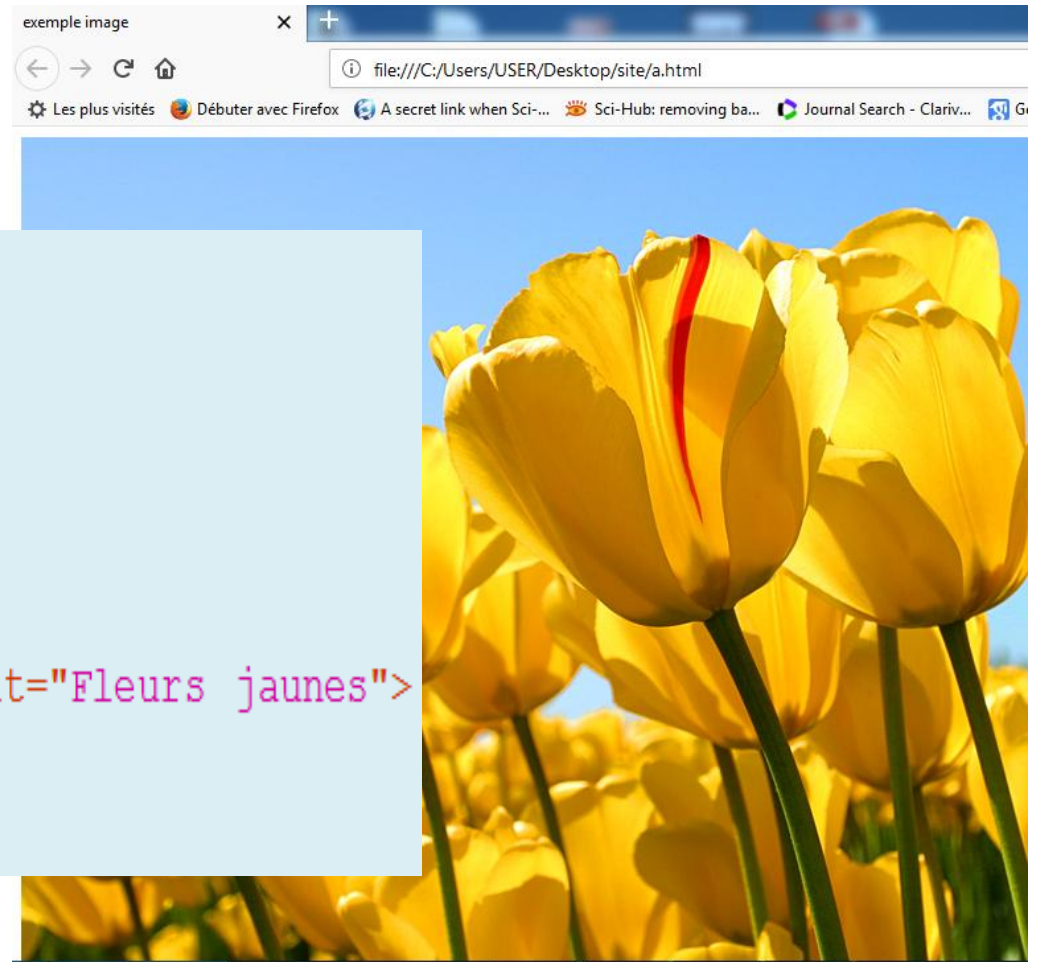 exemple image
file:///C:/Users/USER/Desktop/site/a.html
Les plus visités Débuter avec Firefox A secret link when Sci-... Sci-Hub: removing ba... Journal Search - Clariv...
t="Fleurs jaunes">